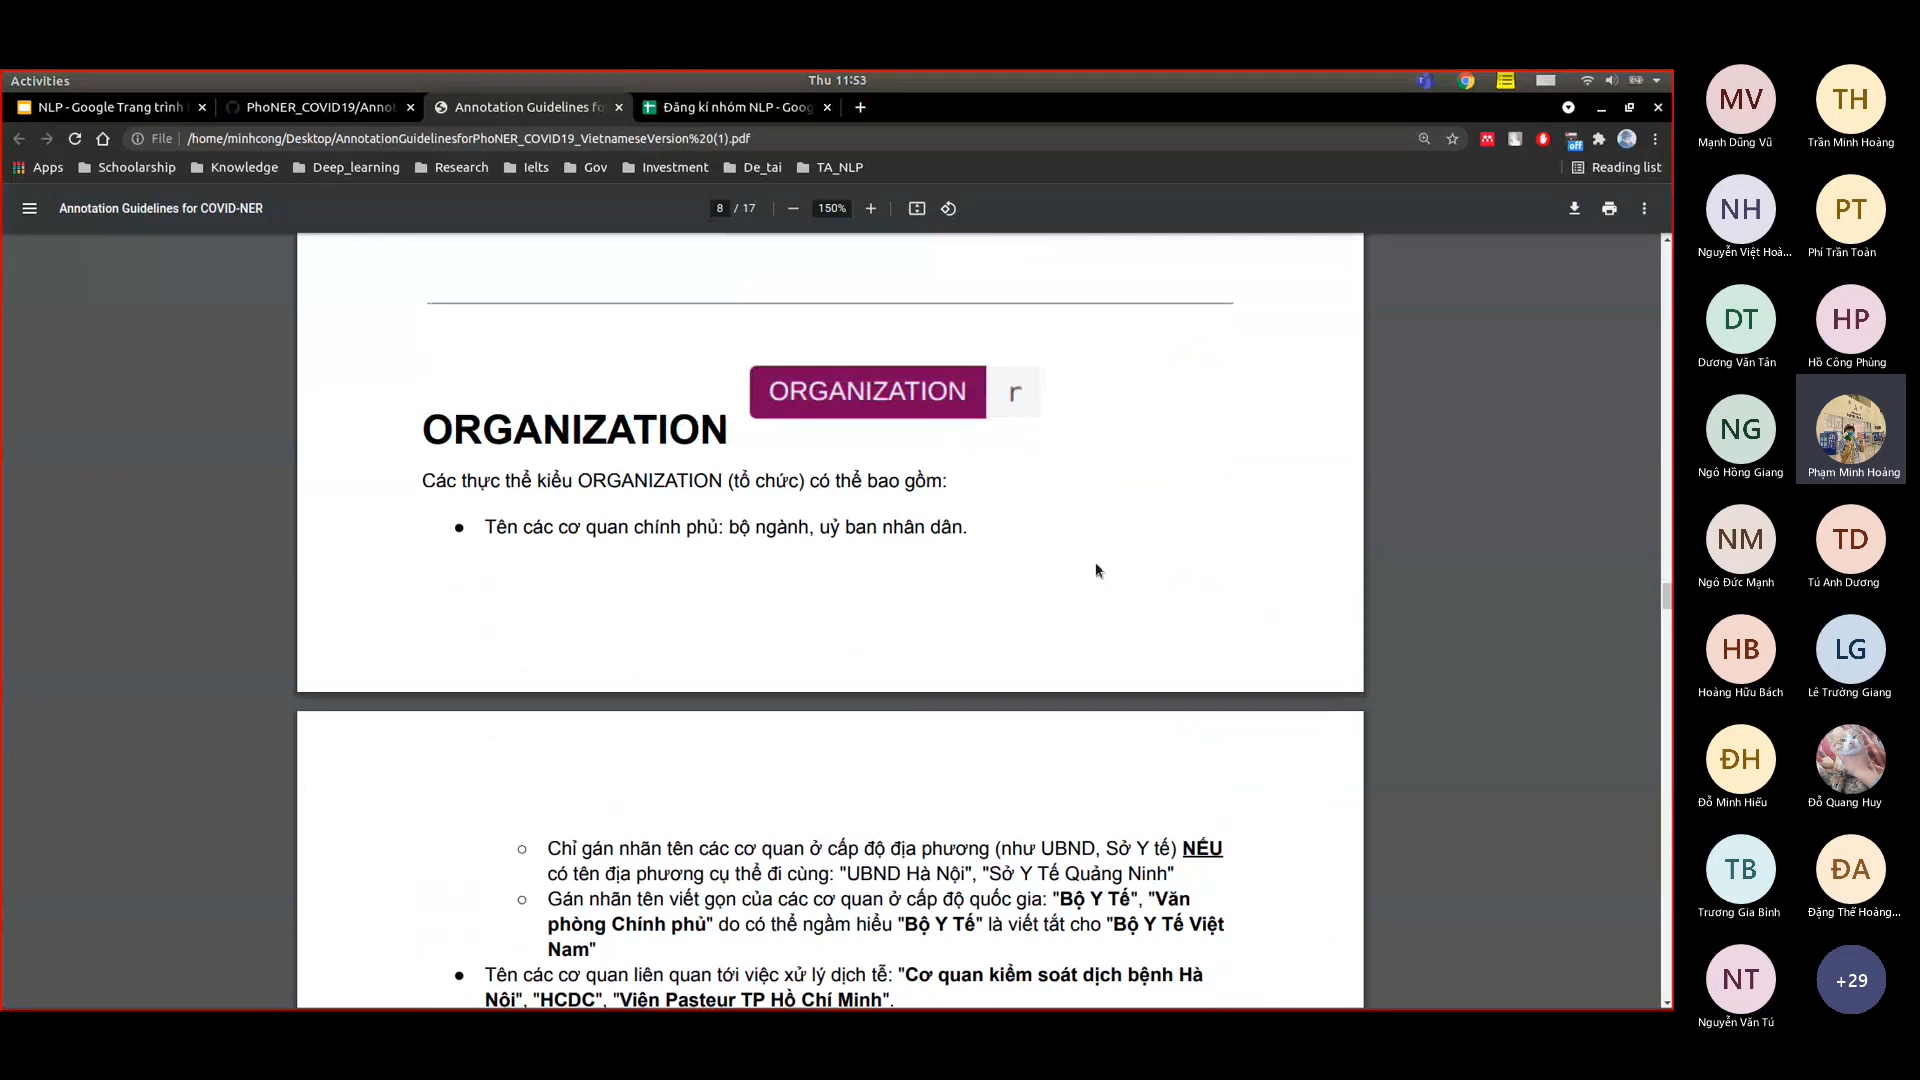 Activities
Thu 11:53
NLP - Google Trang trình
PhoNER_COVID19/Annot
Annotation Guidelines fo
Đăng kí nhóm NLP - Goog
File
/home/minhcong/Desktop/AnnotationGuidelinesforPhoNER_COVID19_VietnameseVersion%20(1).pdf
off
Apps
Schoolarship
Knowledge
Deep_learning
Research
Ielts
Gov
Investment
De_tai
TA_NLP
Reading list
Annotation Guidelines for COVID-NER
8 / 17
150%
ORGANIZATION r
ORGANIZATION
Các thực thể kiểu ORGANIZATION (tổ chức) có thể bao gồm:
● Tên các cơ quan chính phủ: bộ ngành, uỷ ban nhân dân.
○ Chỉ gán nhãn tên các cơ quan ở cấp độ địa phương (như UBND, Sở Y tế) NẾU
có tên địa phương cụ thể đi cùng: "UBND Hà Nội", "Sở Y Tế Quảng Ninh"
○ Gán nhãn tên viết gọn của các cơ quan ở cấp độ quốc gia: "Bộ Y Tế", "Văn
phòng Chính phủ" do có thể ngầm hiểu "Bộ Y Tế" là viết tắt cho "Bộ Y Tế Việt
Nam"
● Tên các cơ quan liên quan tới việc xử lý dịch tễ: "Cơ quan kiểm soát dịch bệnh Hà
Nội", "HCDC", "Viện Pasteur TP Hồ Chí Minh".
MV
Mạnh Dũng Vũ
TH
Trần Minh Hoàng
NH
Nguyễn Việt Hoà...
PT
Phí Trần Toàn
DT
Dương Văn Tán
HP
Hồ Công Phùng
NG
Ngô Hồng Giang
Phạm Minh Hoàng
NM
Ngô Đức Mạnh
TD
Tú Anh Dương
HB
Hoàng Hữu Bách
LG
Lê Trường Giang
ĐH
Đỗ Minh Hiếu
Đỗ Quang Huy
TB
Trương Gia Bình
ĐA
Đặng Thế Hoàng...
NT
Nguyễn Văn Tú
+29